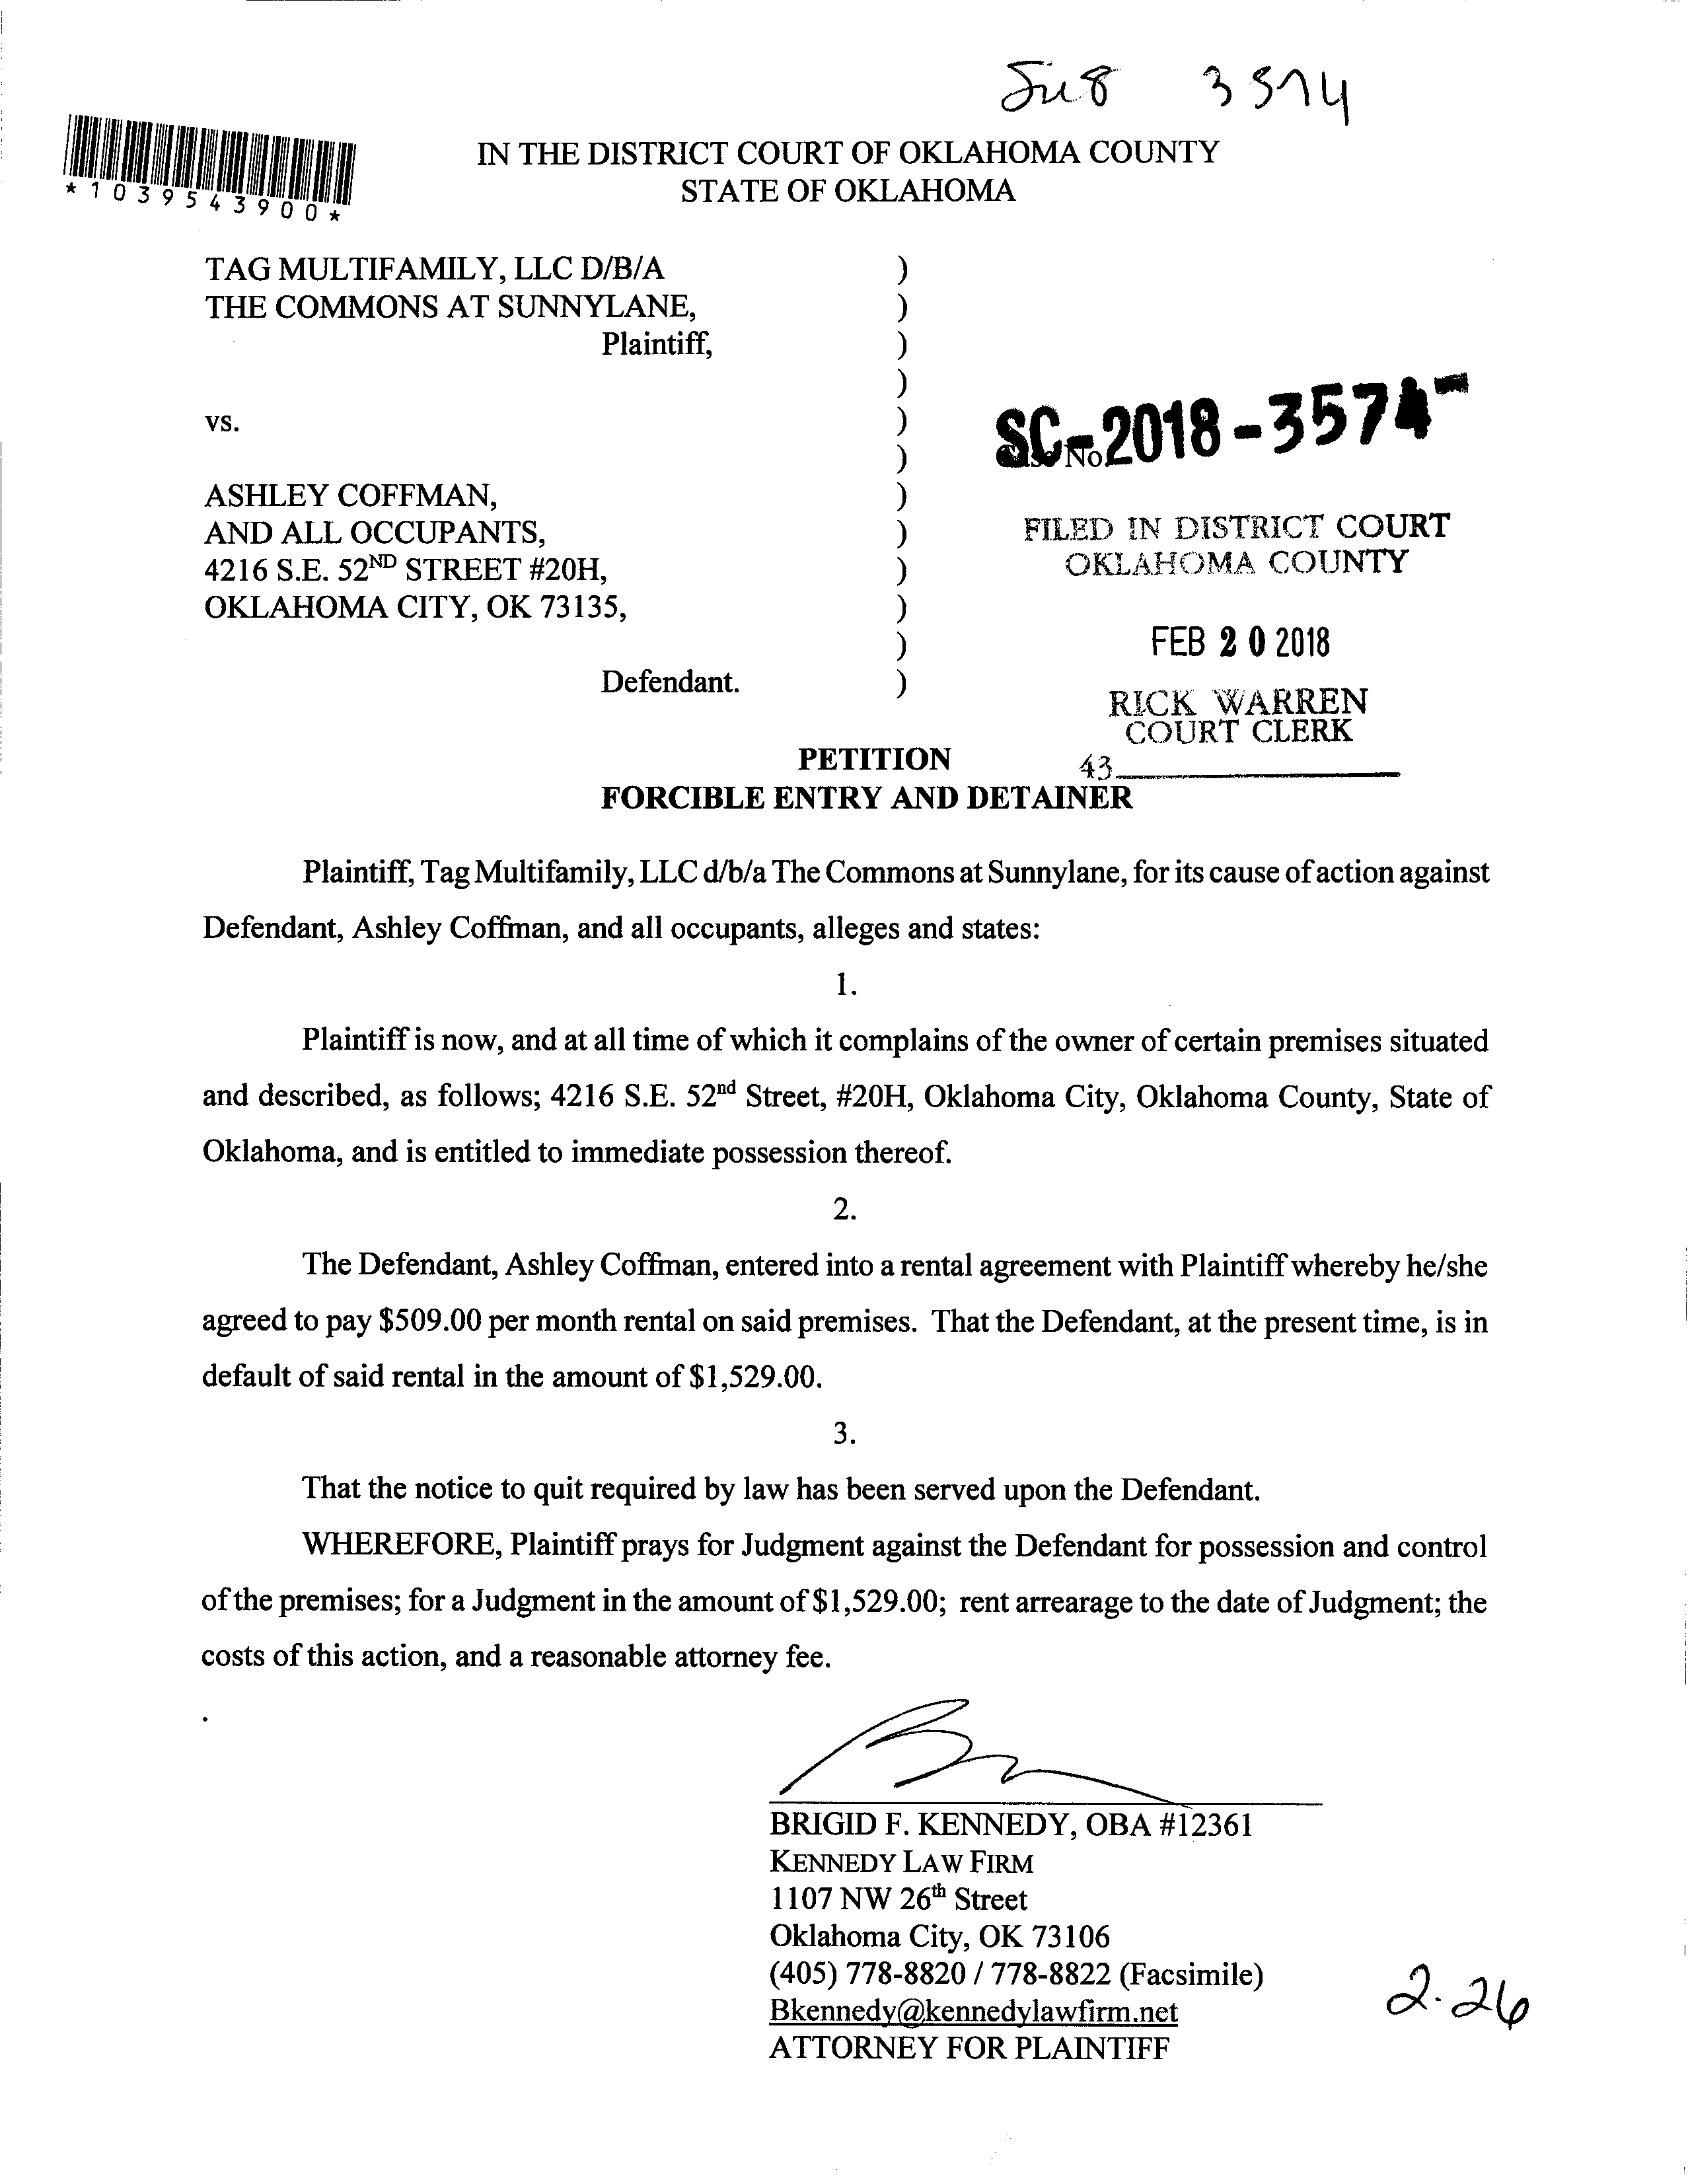 3574
*1039543900*
IN THE DISTRICT COURT OF OKLAHOMA COUNTY
STATE OF OKLAHOMA
TAG MULTIFAMILY, LLC D/B/A )
THE COMMONS AT SUNNYLANE, )
Plaintiff, )
)
vs. )
)
ASHLEY COFFMAN, )
AND ALL OCCUPANTS, )
4216 S.E. 52ND STREET #20H, )
OKLAHOMA CITY, OK 73135, )
)
Defendant. )
SC-2018-3574-
No.
FILED IN DISTRICT COURT
OKLAHOMA COUNTY
FEB 20 2018
RICK WARREN
COURT CLERK
43
PETITION
FORCIBLE ENTRY AND DETAINER
Plaintiff, Tag Multifamily, LLC d/b/a The Commons at Sunnylane, for its cause of action against
Defendant, Ashley Coffman, and all occupants, alleges and states:
1.
Plaintiff is now, and at all time of which it complains of the owner of certain premises situated
and described, as follows; 4216 S.E. 52nd Street, #20H, Oklahoma City, Oklahoma County, State of
Oklahoma, and is entitled to immediate possession thereof.
2.
The Defendant, Ashley Coffman, entered into a rental agreement with Plaintiff whereby he/she
agreed to pay $509.00 per month rental on said premises. That the Defendant, at the present time, is in
default of said rental in the amount of $1,529.00.
3.
That the notice to quit required by law has been served upon the Defendant.
WHEREFORE, Plaintiff prays for Judgment against the Defendant for possession and control
of the premises; for a Judgment in the amount of $1,529.00; rent arrearage to the date of Judgment; the
costs of this action, and a reasonable attorney fee.
.
BRIGID F. KENNEDY, OBA #12361
KENNEDY LAW FIRM
1107 NW 26th Street
Oklahoma City, OK 73106
(405) 778-8820 / 778-8822 (Facsimile)
Bkennedy@kennedylawfirm.net
ATTORNEY FOR PLAINTIFF
2.26